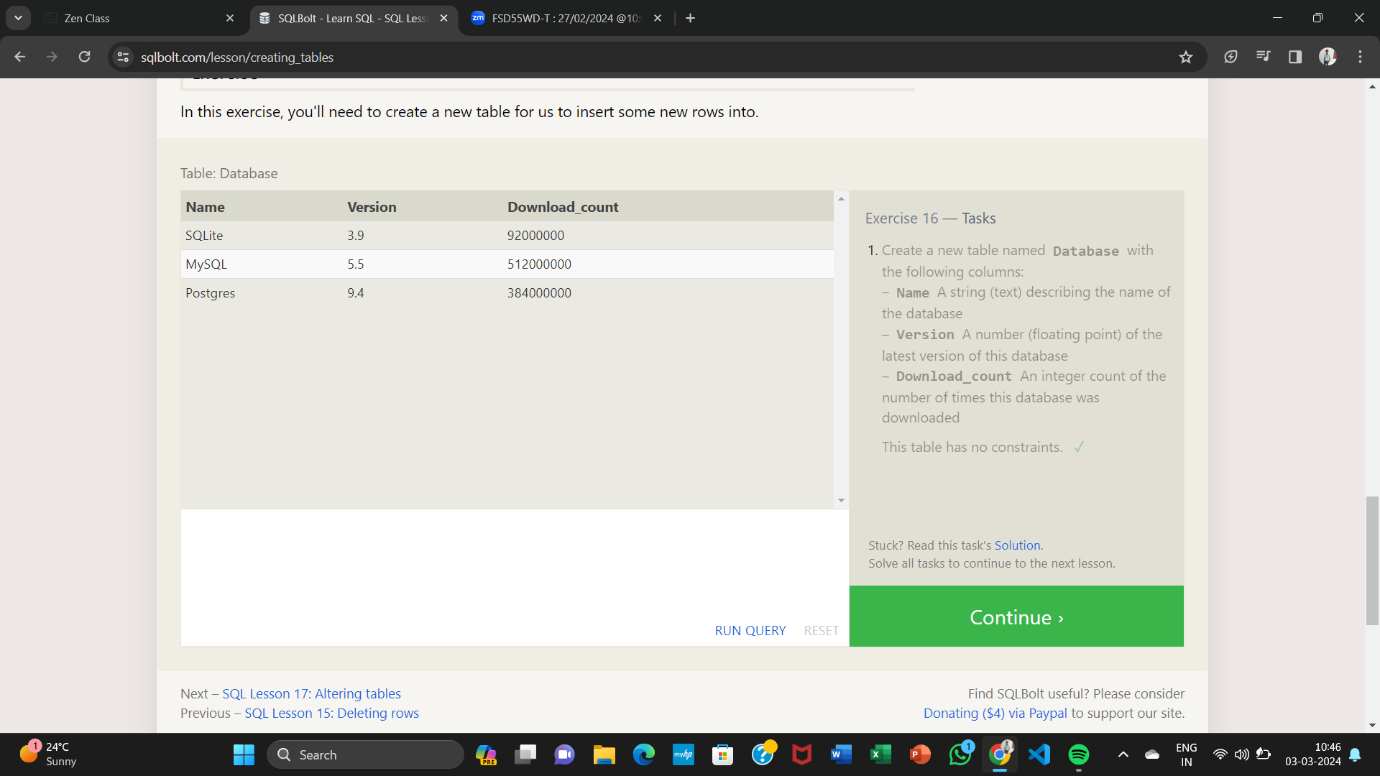 Zen Class
SQLBolt - Learn SQL - SQL Less
zm FSD55WD-T : 27/02/2024 @10:
sqlbolt.com/lesson/creating_tables
In this exercise, you'll need to create a new table for us to insert some new rows into.
Table: Database
Name Version Download_count
SQLite 3.9 92000000
MySQL 5.5 512000000
Postgres 9.4 384000000
Exercise 16 — Tasks
1. Create a new table named Database with
the following columns:
– Name A string (text) describing the name of
the database
– Version A number (floating point) of the
latest version of this database
– Download_count An integer count of the
number of times this database was
downloaded
This table has no constraints. ✓
Stuck? Read this task's Solution.
Solve all tasks to continue to the next lesson.
RUN QUERY RESET
Continue ›
Next – SQL Lesson 17: Altering tables
Previous – SQL Lesson 15: Deleting rows
Find SQLBolt useful? Please consider
Donating ($4) via Paypal to support our site.
1
24°C
Sunny
Search
PRE
myhp
W
X
P
1
ENG
IN
10:46
03-03-2024